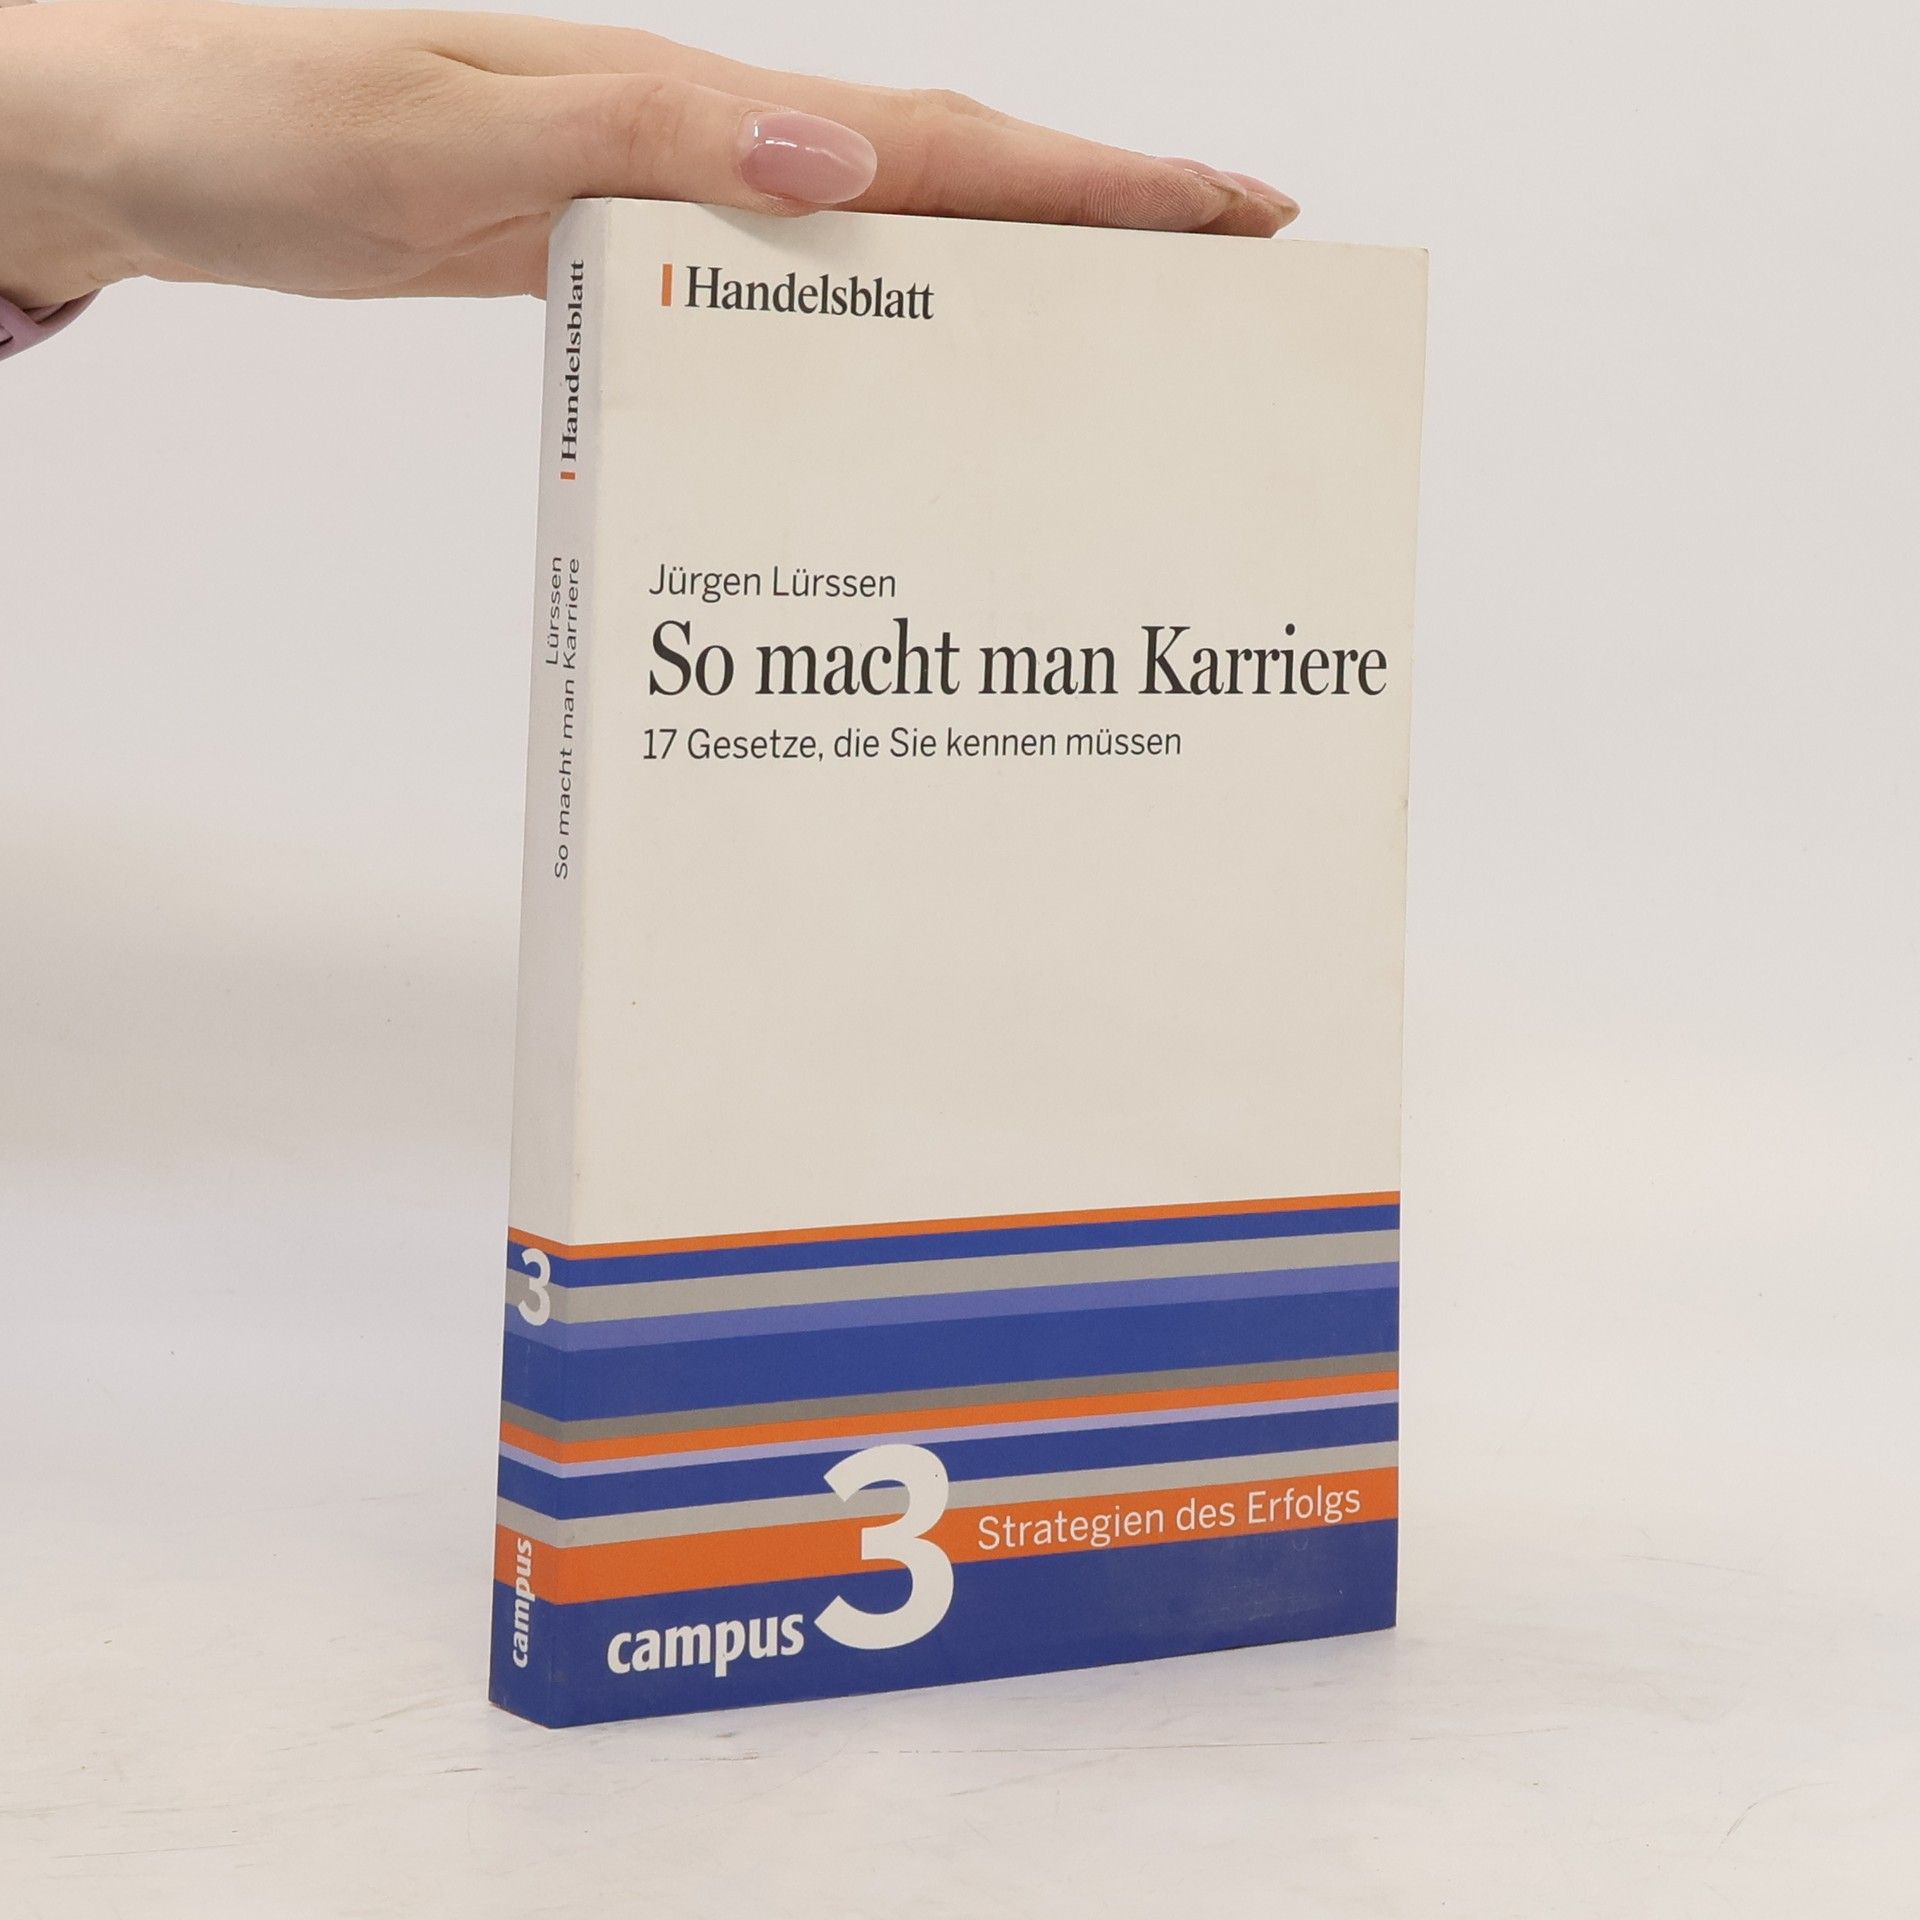 Handelsblatt
Jürgen Lürssen
So macht man Karriere
17 Gesetze, die Sie kennen müssen
3
Strategien des Erfolgs
campus
Handelsblatt
Lürssen
So macht man Karriere
3
campus